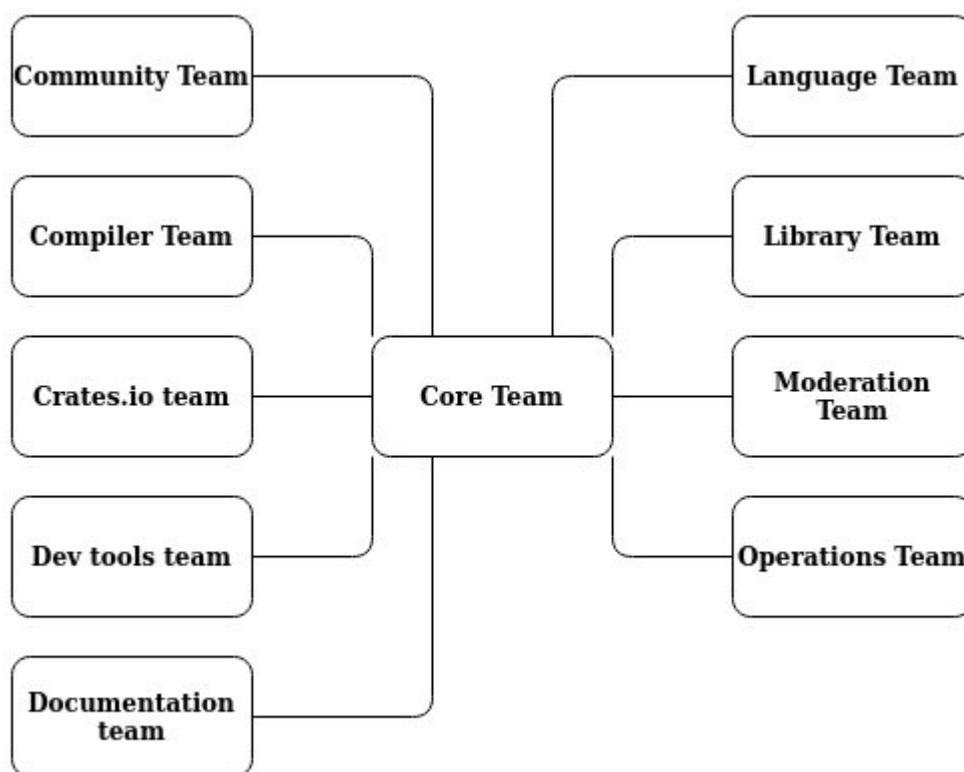 Community Team
Language Team
Compiler Team
Library Team
Crates.io team
Core Team
Moderation
Team
Dev tools team
Operations Team
Documentation
team